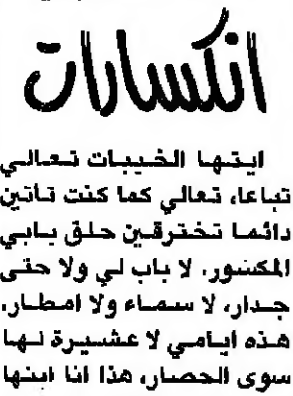 انكسارات
ايتها الخيبات تعالي
تباعا، تعالي كما كنت تأتين
دائما تخترقين حلق بابي
المكسور. لا باب لي ولا حتى
جدار، لا سماء ولا امطار.
هذه ايامي لا عشيرة لها
سوى الحصار، هذا انا ابنها